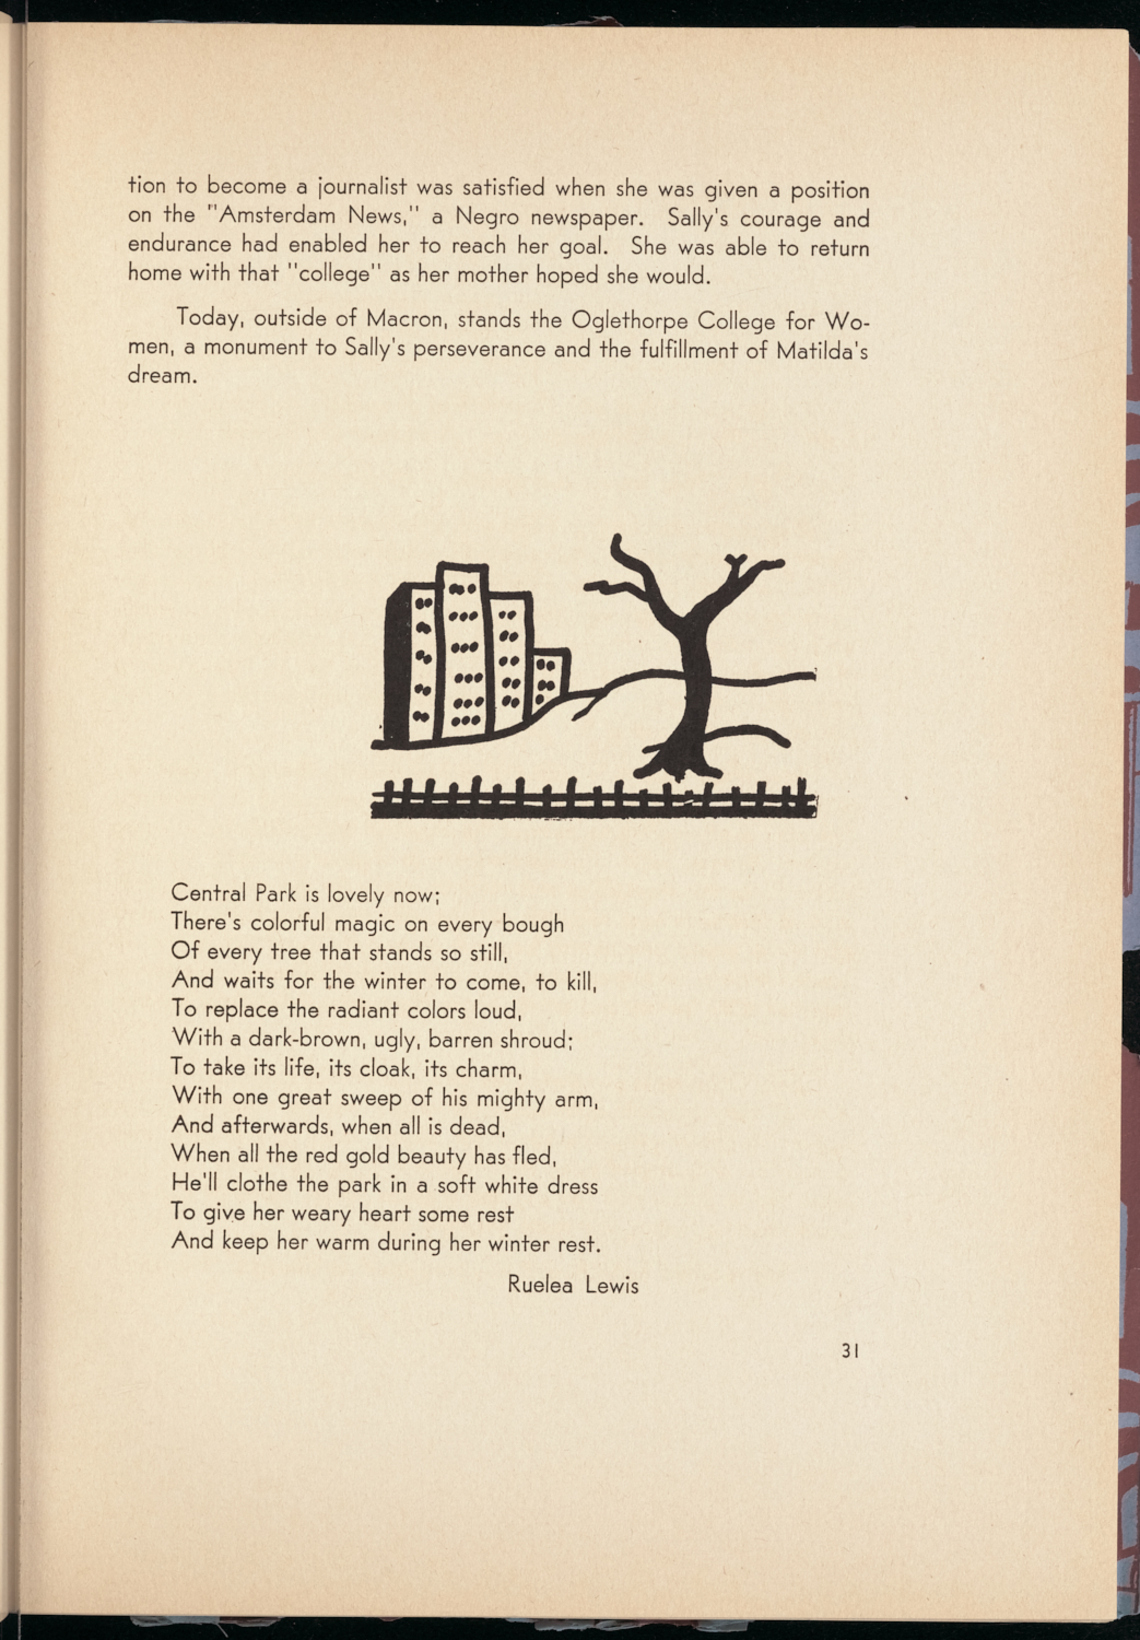 tion to become a journalist was satisfied when she was given a position
on the "Amsterdam News," a Negro newspaper. Sally's courage and
endurance had enabled her to reach her goal. She was able to return
home with that "college" as her mother hoped she would.
Today, outside of Macron, stands the Oglethorpe College for Wo-
men, a monument to Sally's perseverance and the fulfillment of Matilda's
dream.
Central Park is lovely now;
There's colorful magic on every bough
Of every tree that stands so still,
And waits for the winter to come, to kill,
To replace the radiant colors loud,
With a dark-brown, ugly, barren shroud;
To take its life, its cloak, its charm,
With one great sweep of his mighty arm,
And afterwards, when all is dead,
When all the red gold beauty has fled,
He'll clothe the park in a soft white dress
To give her weary heart some rest
And keep her warm during her winter rest.
Ruelea Lewis
31